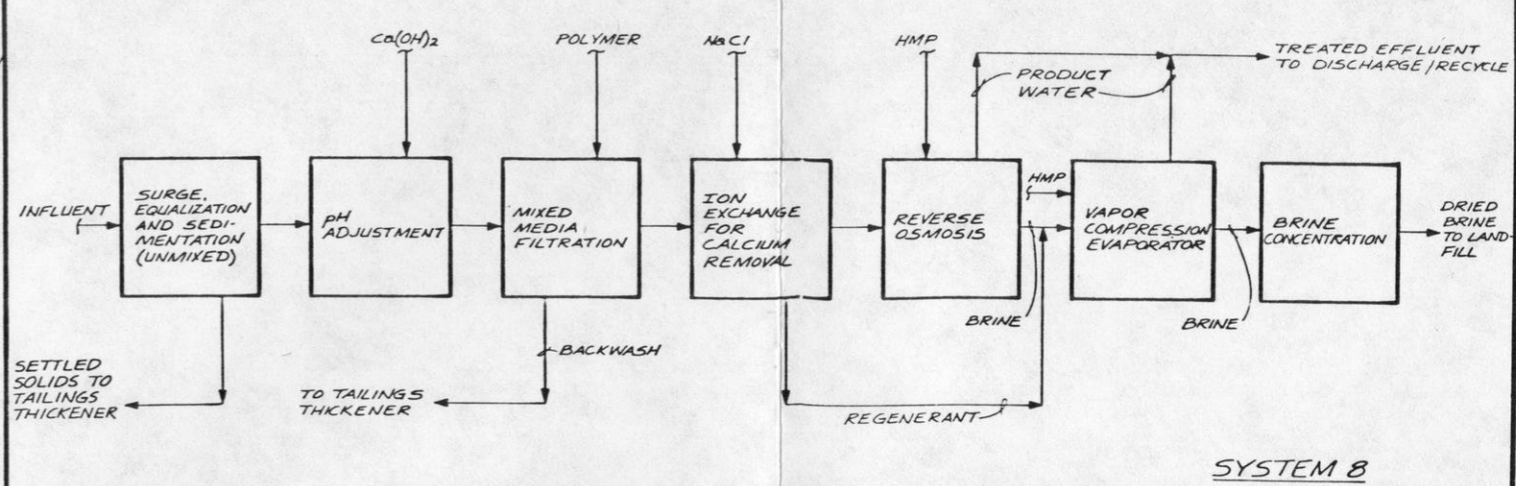 Ca(OH)2
POLYMER
NaCl
HMP
TREATED EFFLUENT
TO DISCHARGE/RECYCLE
PRODUCT
WATER
INFLUENT
SURGE,
EQUALIZATION
AND SEDI-
MENTATION
(UNMIXED)
pH
ADJUSTMENT
MIXED
MEDIA
FILTRATION
ION
EXCHANGE
FOR
CALCIUM
REMOVAL
REVERSE
OSMOSIS
HMP
VAPOR
COMPRESSION
EVAPORATOR
BRINE
CONCENTRATION
DRIED
BRINE
TO LAND-
FILL
BRINE
BRINE
BACKWASH
SETTLED
SOLIDS TO
TAILINGS
THICKENER
TO TAILINGS
THICKENER
REGENERANT
SYSTEM 8